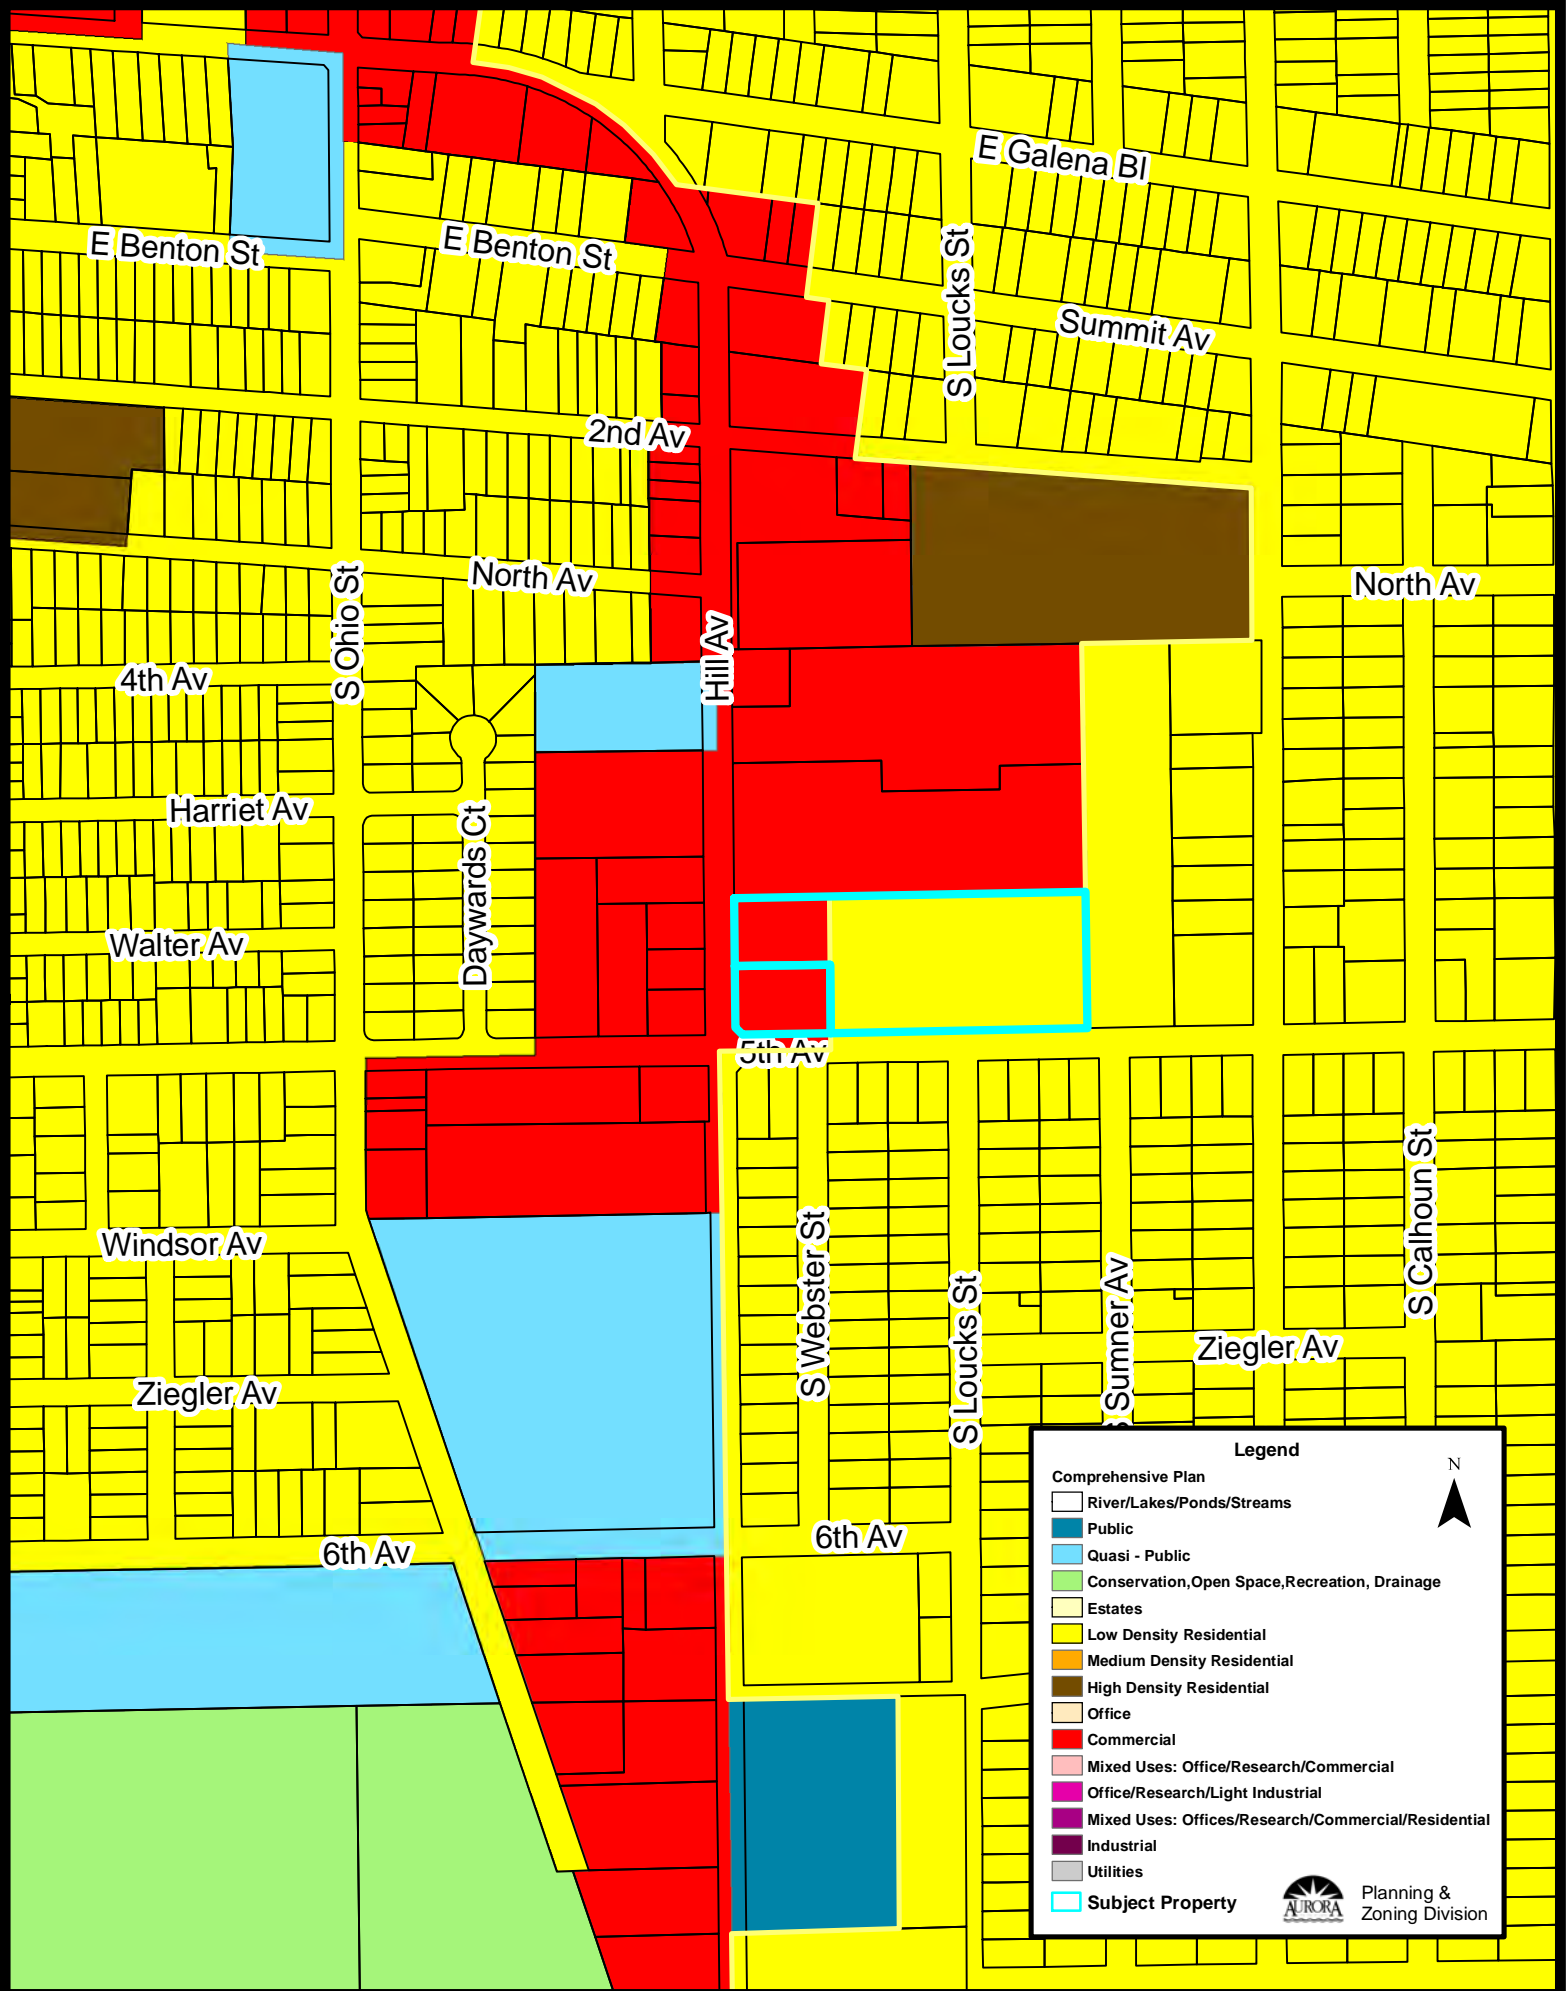 E Galena Bl
E Benton St
E Benton St
S Loucks St
Summit Av
2nd Av
North Av
North Av
S Ohio St
Hill Av
4th Av
Harriet Av
Daywards Ct
Walter Av
5th Av
S Calhoun St
Windsor Av
S Webster St
S Loucks St
S Sumner Av
Ziegler Av
Ziegler Av
6th Av
6th Av
Legend
N
Comprehensive Plan
River/Lakes/Ponds/Streams
Public
Quasi - Public
Conservation,Open Space,Recreation, Drainage
Estates
Low Density Residential
Medium Density Residential
High Density Residential
Office
Commercial
Mixed Uses: Office/Research/Commercial
Office/Research/Light Industrial
Mixed Uses: Offices/Research/Commercial/Residential
Industrial
Utilities
Subject Property
AURORA
Planning &
Zoning Division